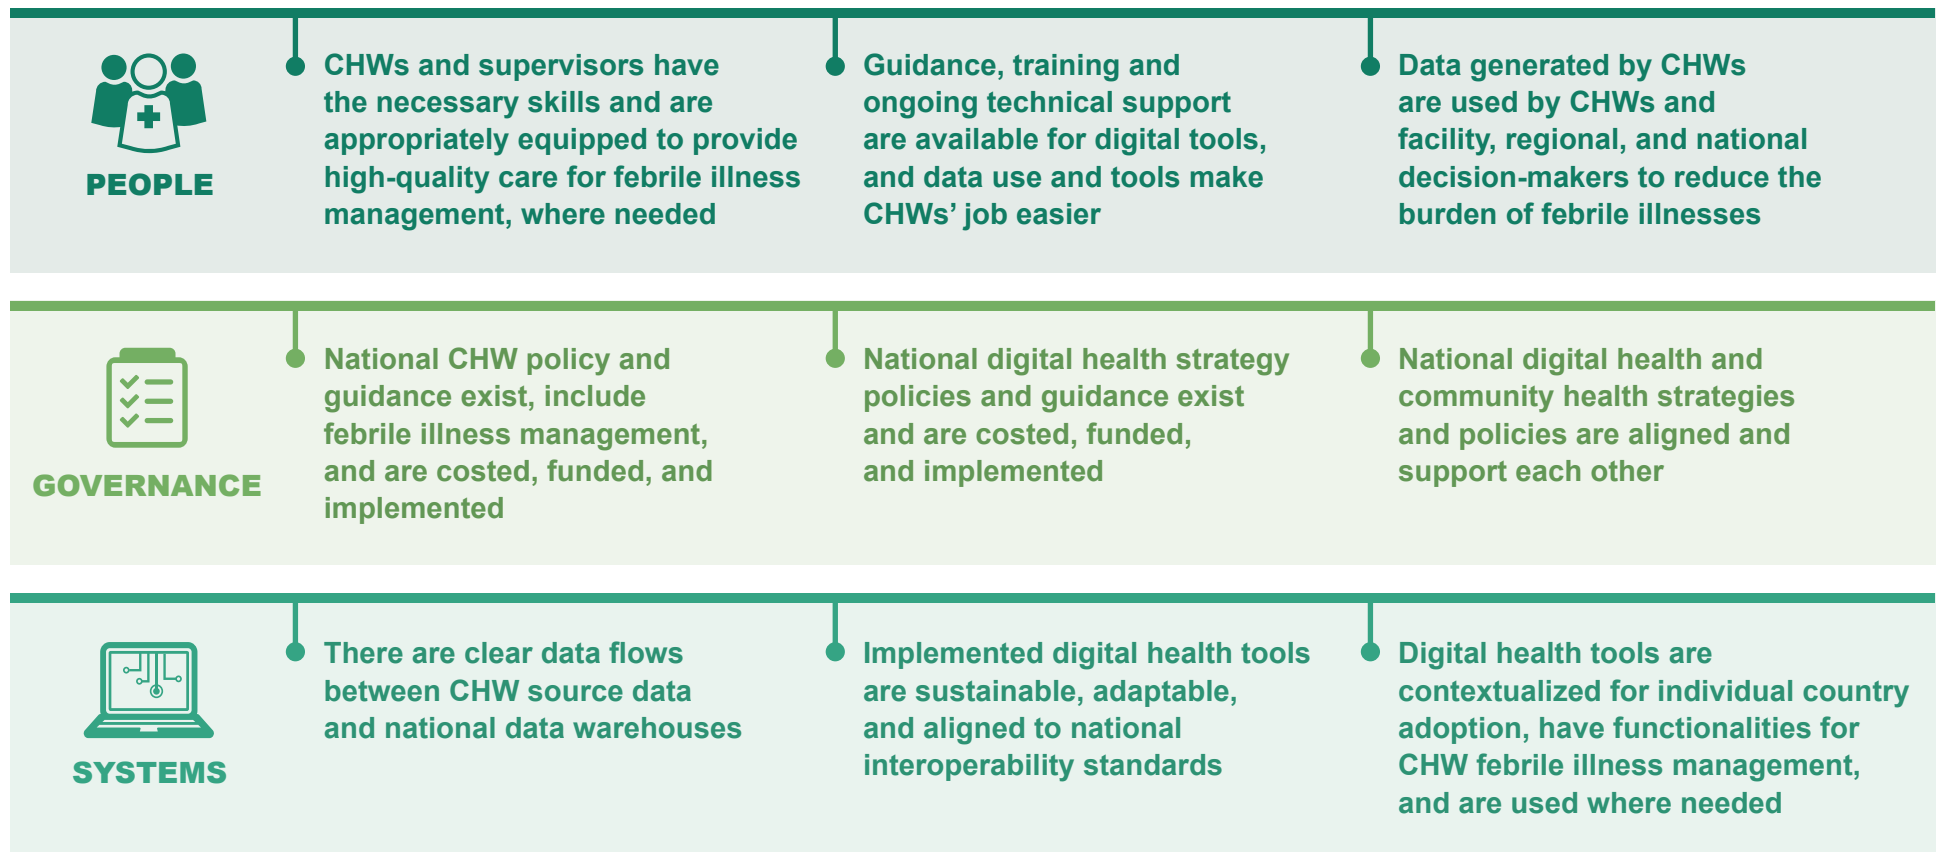 PEOPLE
CHWs and supervisors have
the necessary skills and are
appropriately equipped to provide
high-quality care for febrile illness
management, where needed
Guidance, training and
ongoing technical support
are available for digital tools,
and data use and tools make
CHWs’ job easier
Data generated by CHWs
are used by CHWs and
facility, regional, and national
decision-makers to reduce the
burden of febrile illnesses
GOVERNANCE
National CHW policy and
guidance exist, include
febrile illness management,
and are costed, funded, and
implemented
National digital health strategy
policies and guidance exist
and are costed, funded,
and implemented
National digital health and
community health strategies
and policies are aligned and
support each other
SYSTEMS
There are clear data flows
between CHW source data
and national data warehouses
Implemented digital health tools
are sustainable, adaptable,
and aligned to national
interoperability standards
Digital health tools are
contextualized for individual country
adoption, have functionalities for
CHW febrile illness management,
and are used where needed